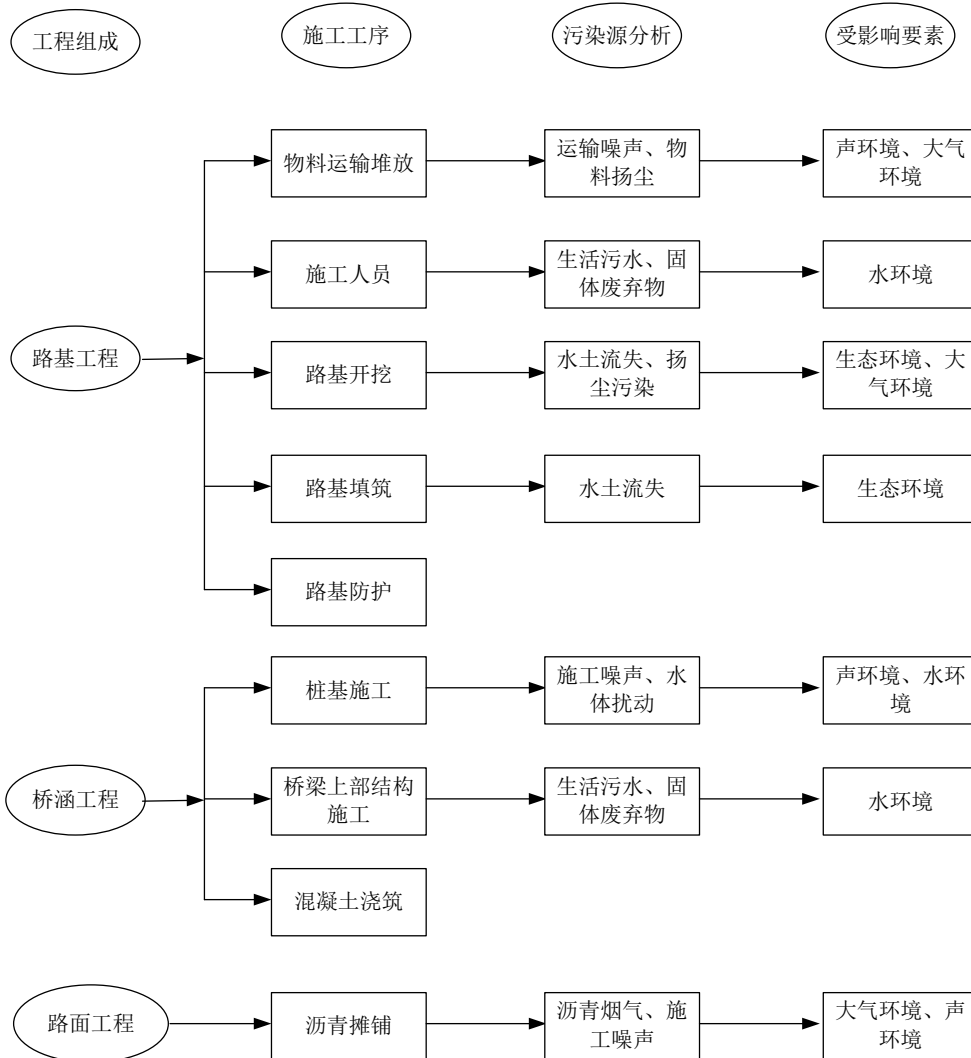 工程组成
施工工序
污染源分析
受影响要素
物料运输堆放
运输噪声、物
料扬尘
声环境、大气
环境
施工人员
生活污水、固
体废弃物
水环境
路基工程
路基开挖
水土流失、扬
尘污染
生态环境、大
气环境
路基填筑
水土流失
生态环境
路基防护
桩基施工
施工噪声、水
体扰动
声环境、水环
境
桥涵工程
桥梁上部结构
施工
生活污水、固
体废弃物
水环境
混凝土浇筑
路面工程
沥青摊铺
沥青烟气、施
工噪声
大气环境、声
环境